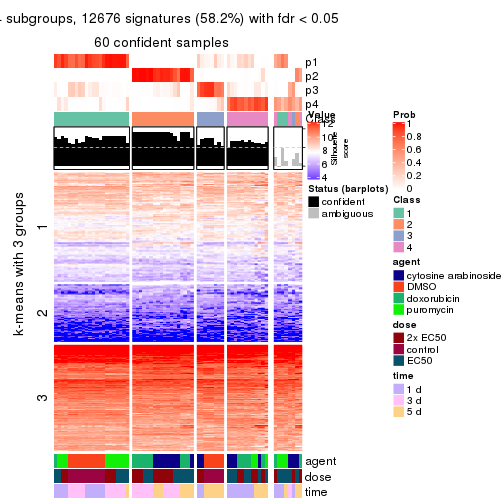 subgroups, 12676 signatures (58.2%) with fdr < 0.05
60 confident samples
p1
p2
p3
p4
Class
k-means with 3 groups
1
2
3
Silhouette
score
agent
dose
time
Value
12
10
8
6
4
Status (barplots)
confident
ambiguous
Prob
1
0.8
0.6
0.4
0.2
0
Class
1
2
3
4
agent
cytosine arabinoside
DMSO
doxorubicin
puromycin
dose
2x EC50
control
EC50
time
1 d
3 d
5 d